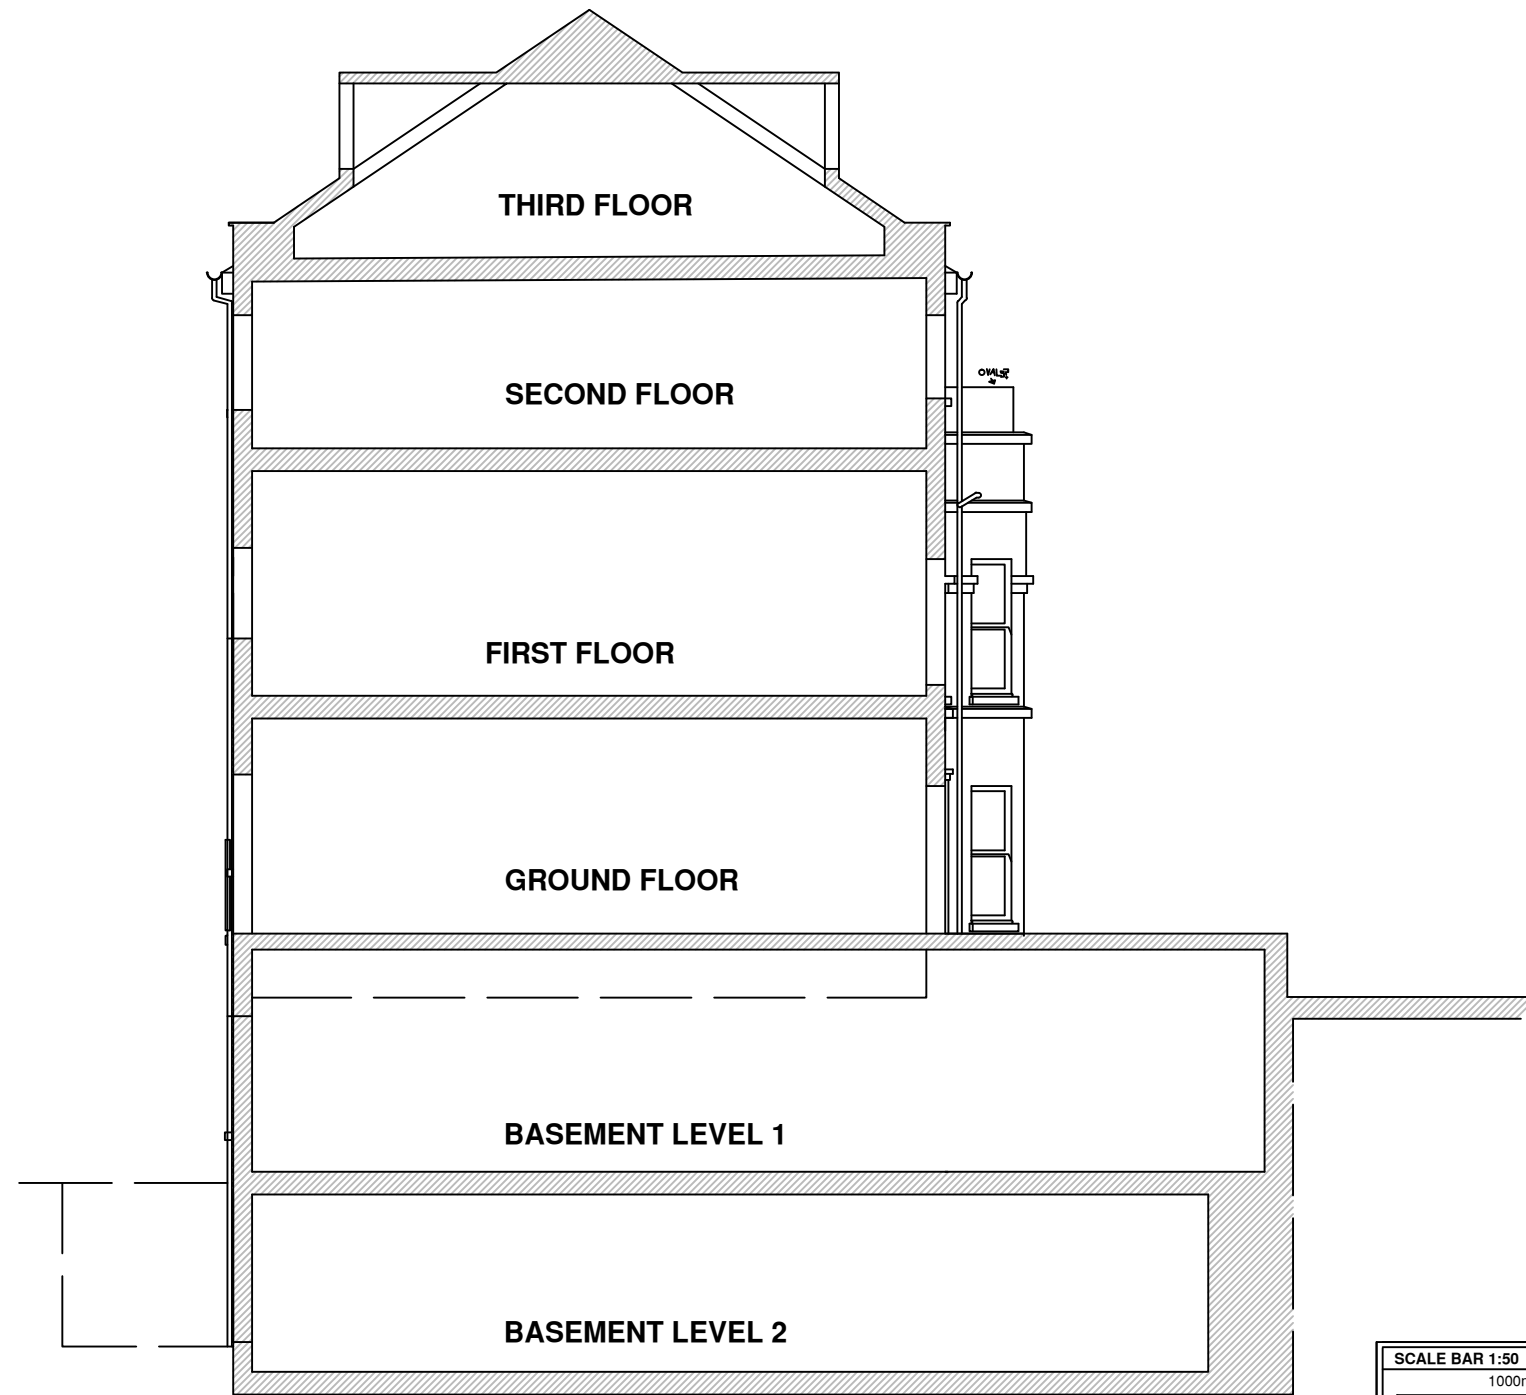 THIRD FLOOR
SECOND FLOOR
FIRST FLOOR
GROUND FLOOR
BASEMENT LEVEL 1
BASEMENT LEVEL 2
SCALE BAR 1:50